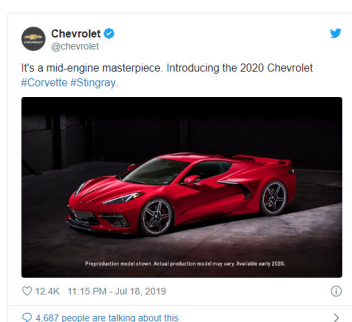 Chevrolet
@chevrolet
It's a mid-engine masterpiece. Introducing the 2020 Chevrolet
#Corvette #Stingray.
Preproduction model shown. Actual production model may vary. Available early 2020.
12.4K 11:15 PM - Jul 18, 2019
4,687 people are talking about this